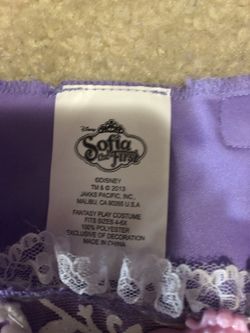 Disney
Sofia
the First
©DISNEY
TM & © 2013
JAKKS PACIFIC, INC.,
MALIBU, CA 90265 U.S.A
FANTASY PLAY COSTUME
FITS SIZES 4-6X
100% POLYESTER
EXCLUSIVE OF DECORATION
MADE IN CHINA